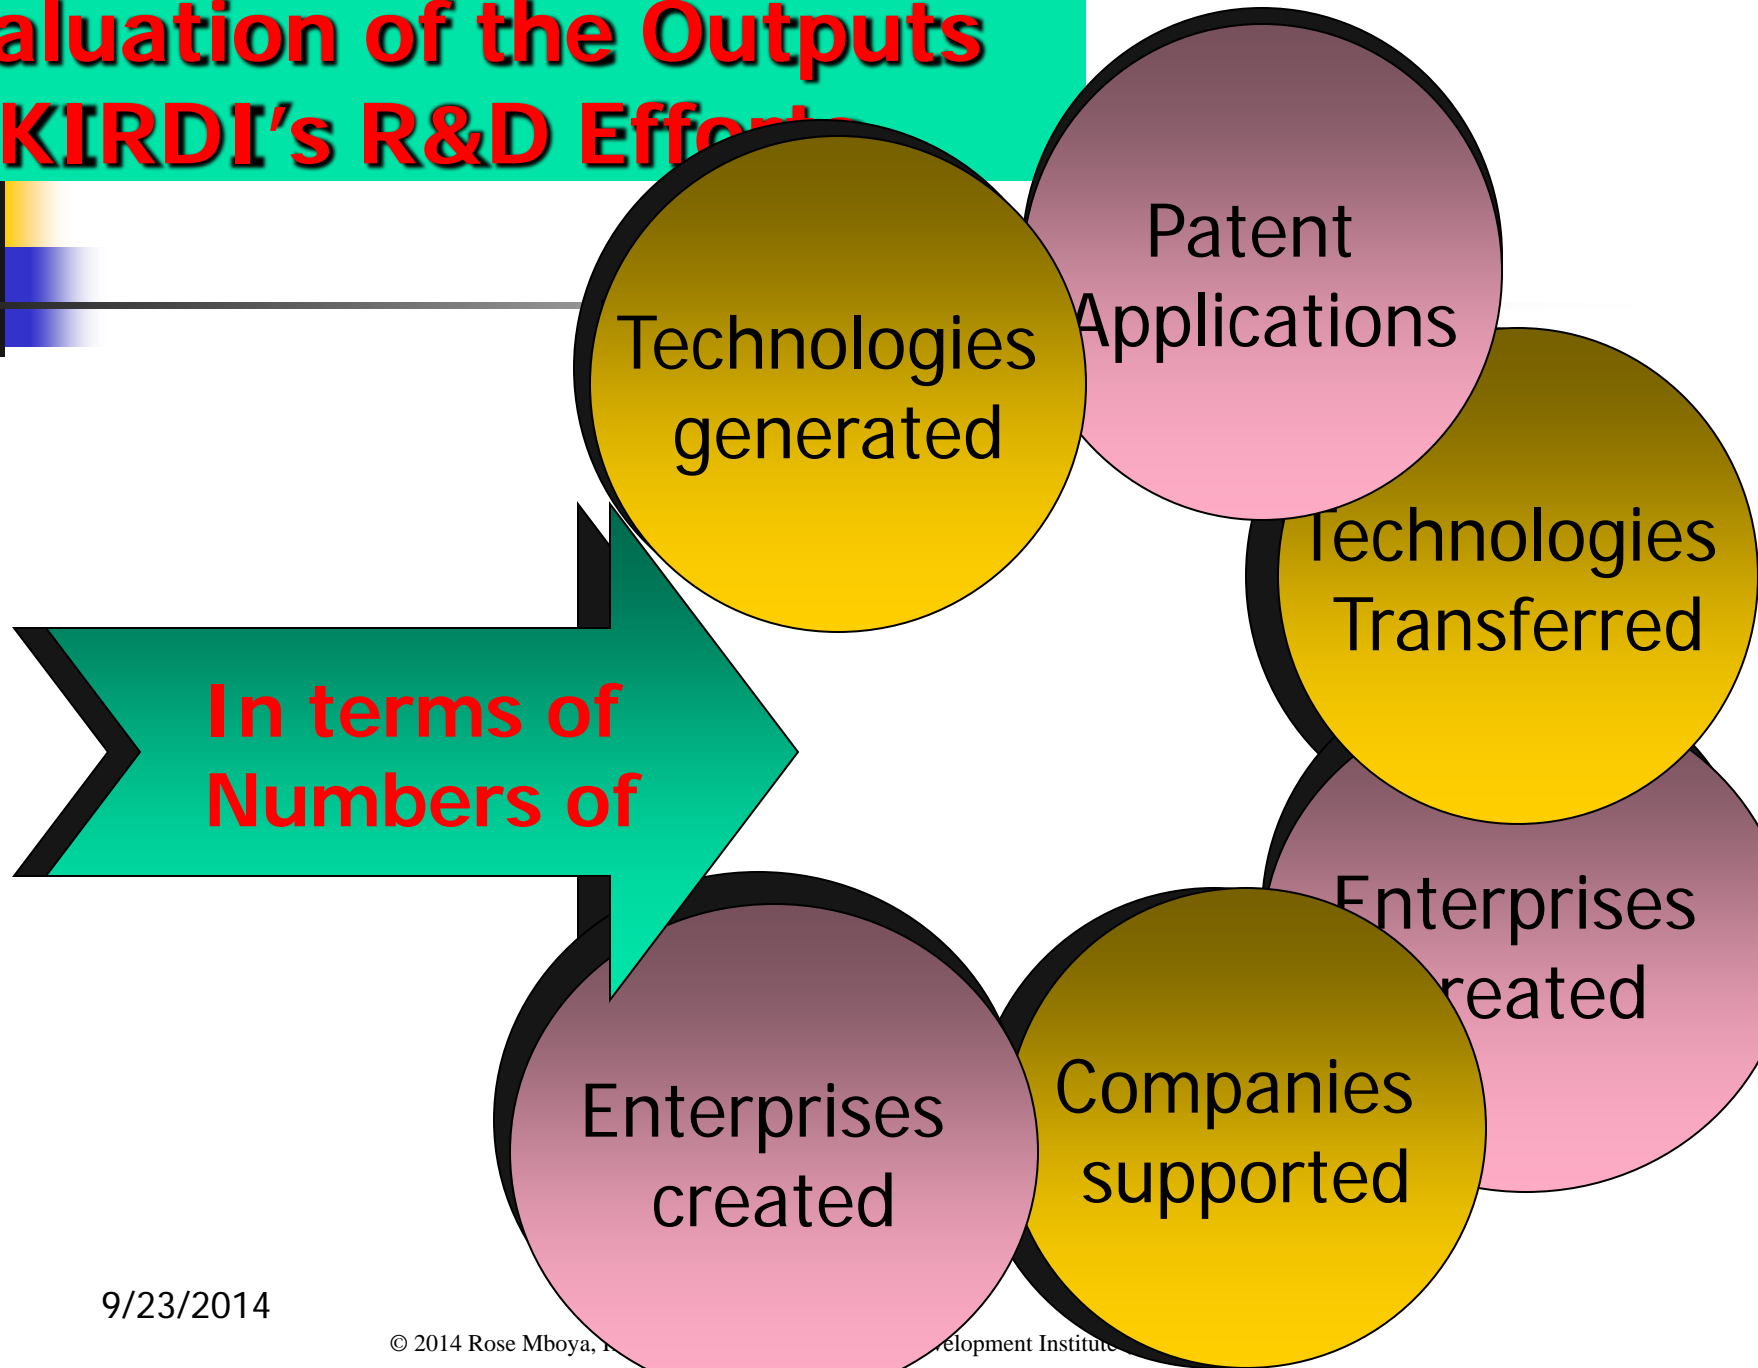 aluation of the Outputs
KIRDI's R&D Efforts
Patent
Applications
Technologies
generated
Technologies
Transferred
In terms of
Numbers of
Enterprises
reated
Companies
supported
Enterprises
created
9/23/2014
© 2014 Rose Mboya, elopment Institute